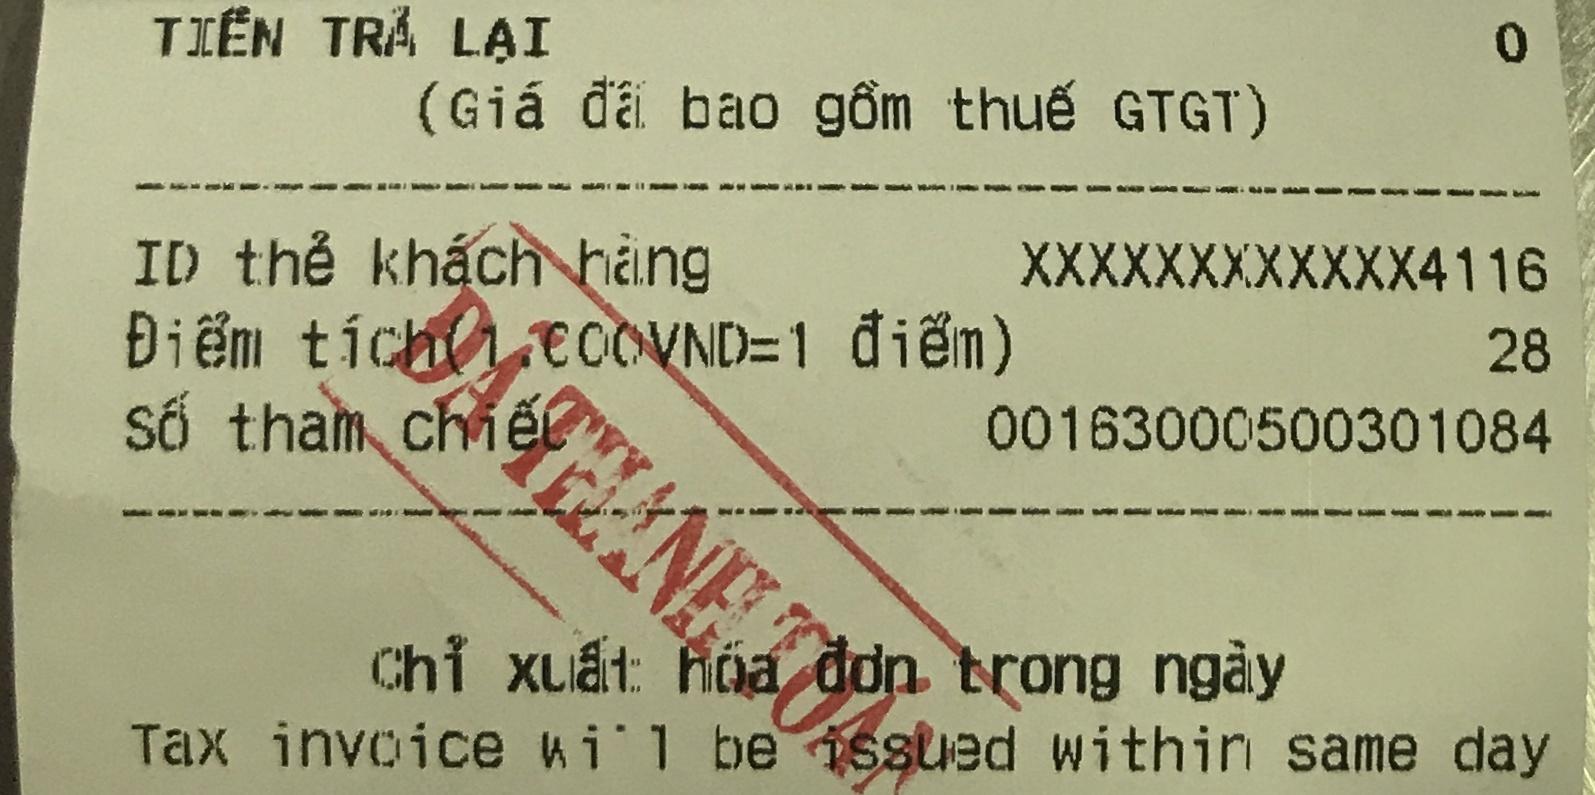 TIỀN TRẢ LẠI 0
(Giá đã bao gồm thuế GTGT)
ID thẻ khách hàng XXXXXXXXXXXX4116
Điểm tích(1.000VND=1 điểm) 28
Số tham chiếu 00163000500301084
ĐÃ THANH TOÁN
Chỉ xuất hóa đơn trong ngày
Tax invoice will be issued within same day